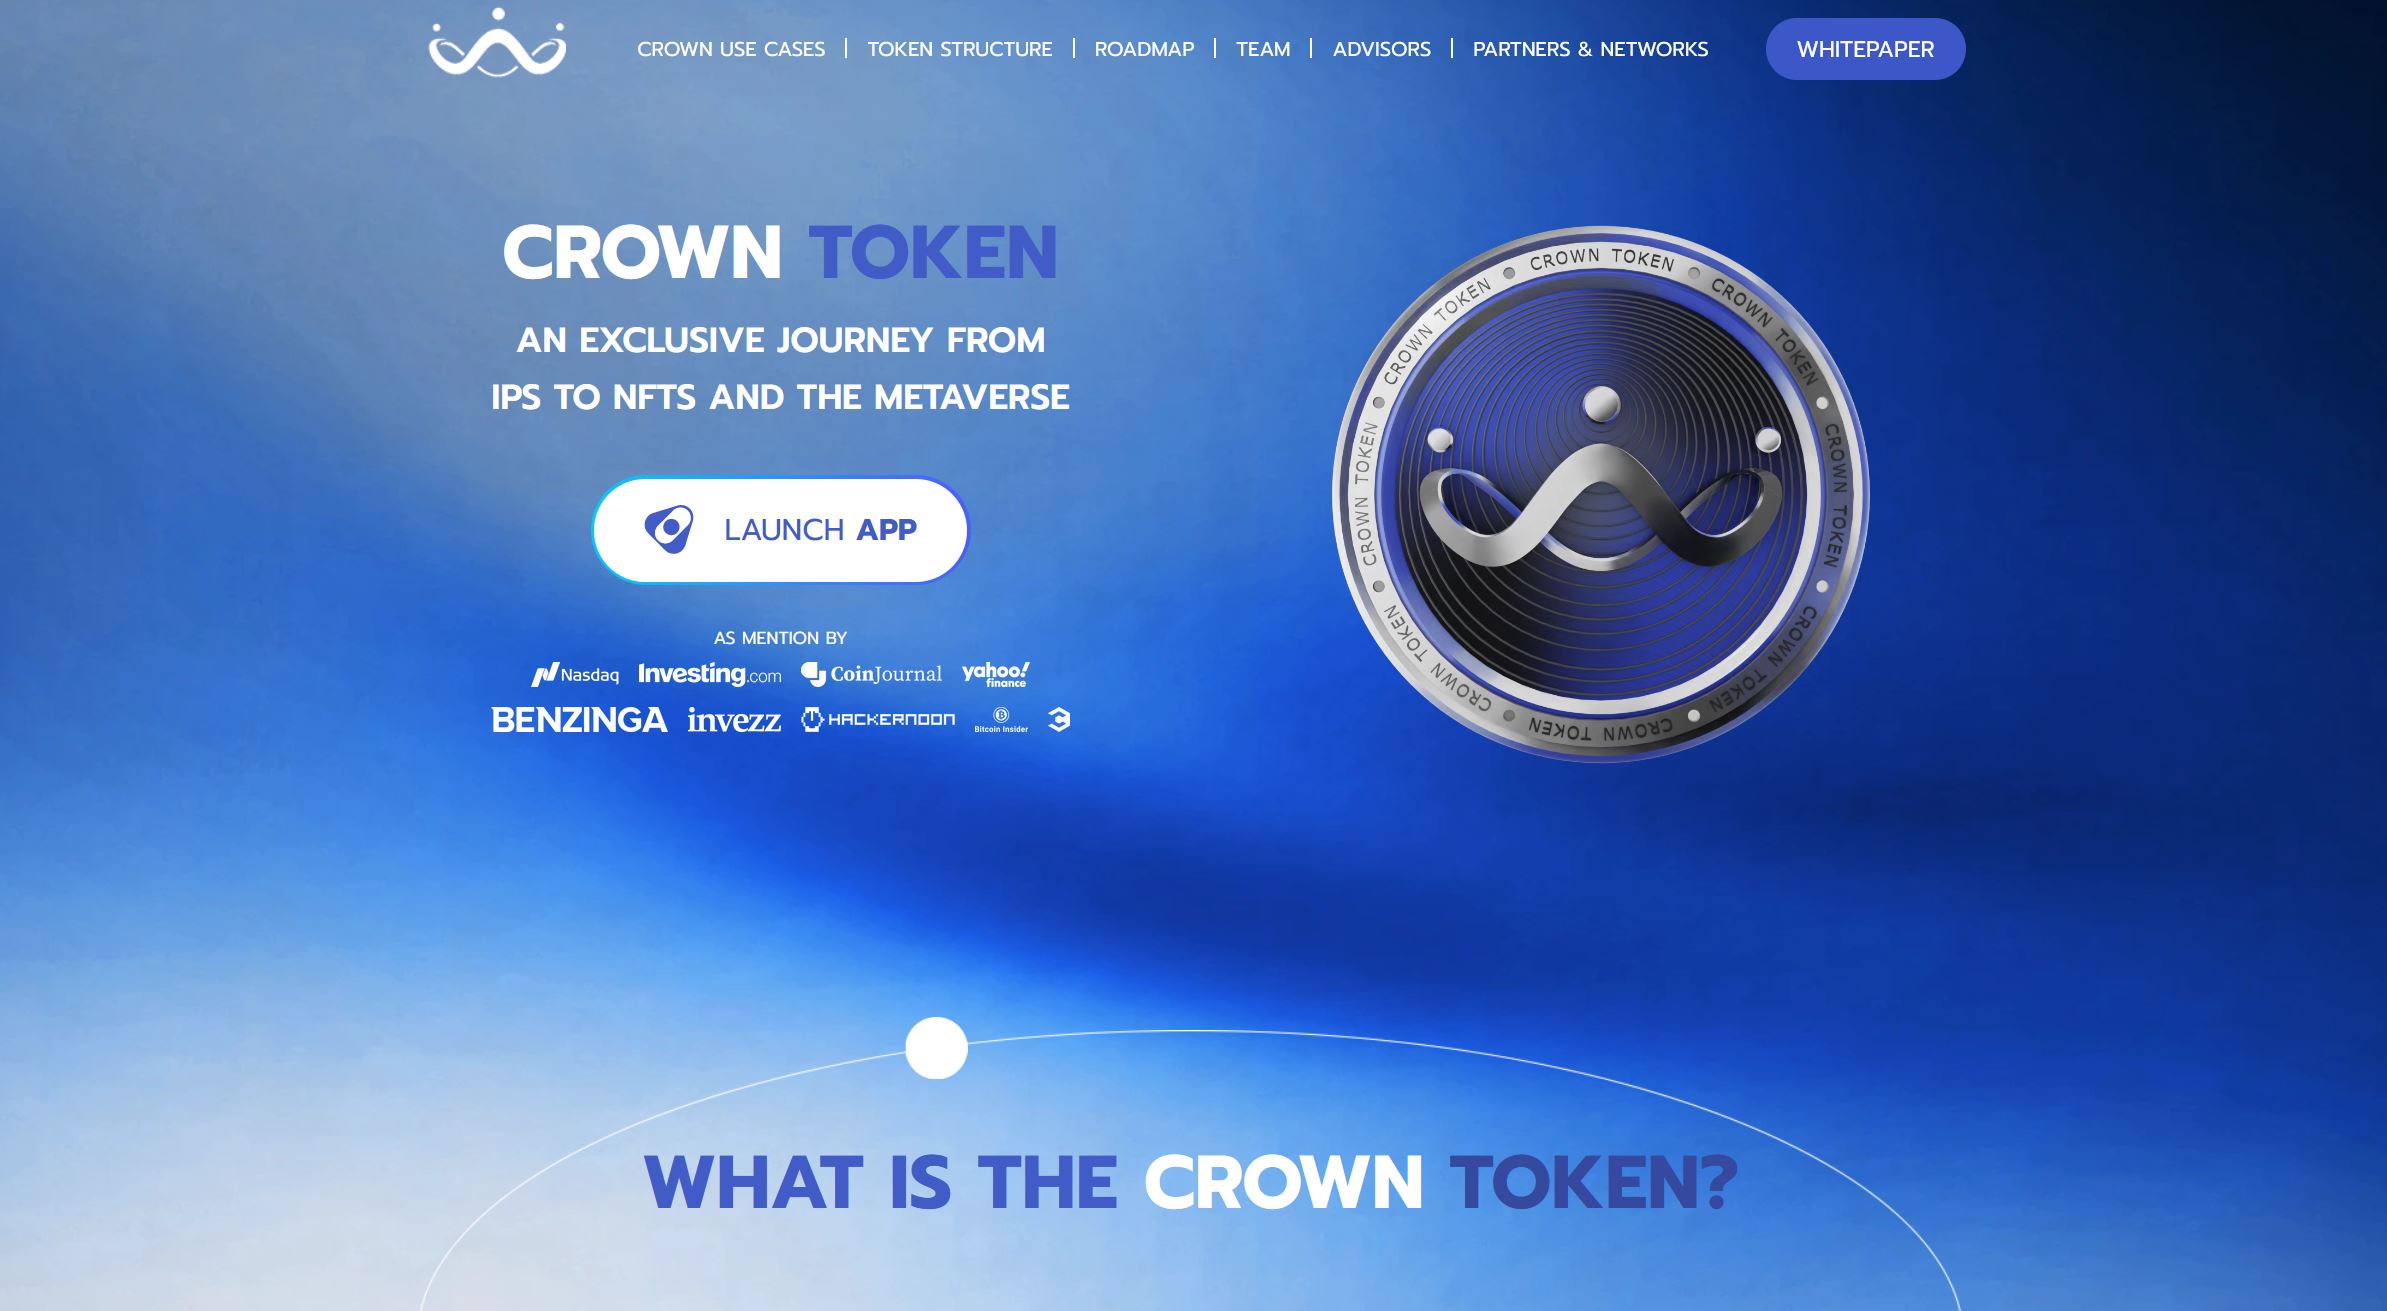 CROWN USE CASES | TOKEN STRUCTURE | ROADMAP | TEAM | ADVISORS | PARTNERS & NETWORKS WHITEPAPER
CROWN TOKEN
AN EXCLUSIVE JOURNEY FROM
IPS TO NFTS AND THE METAVERSE
LAUNCH APP
AS MENTION BY
Nasdaq Investing.com CoinJournal yahoo! finance
BENZINGA invezz HACKERNOON Bitcoin Insider
CROWN TOKEN CROWN TOKEN CROWN TOKEN CROWN TOKEN CROWN TOKEN CROWN TOKEN CROWN TOKEN CROWN TOKEN
WHAT IS THE CROWN TOKEN?